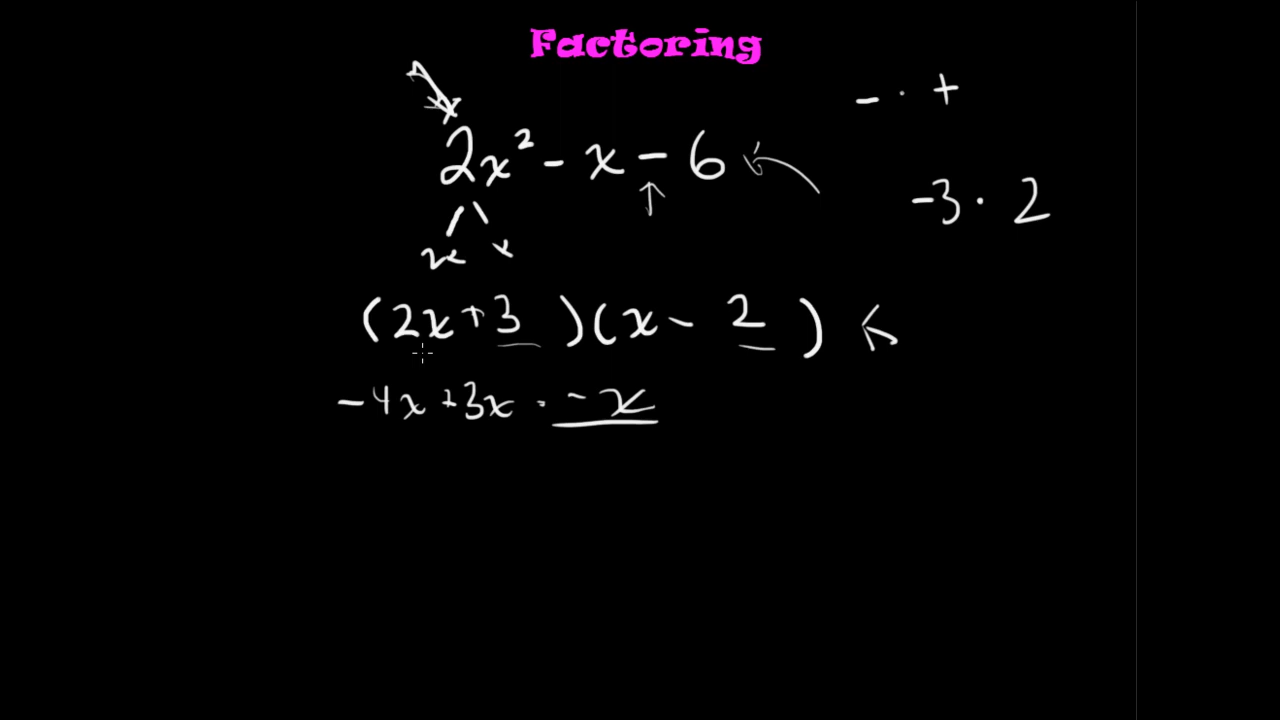 Factoring
- · +
2x² - x - 6
-3 · 2
2x x
(2x + 3 )(x - 2 )
-4x + 3x = -x